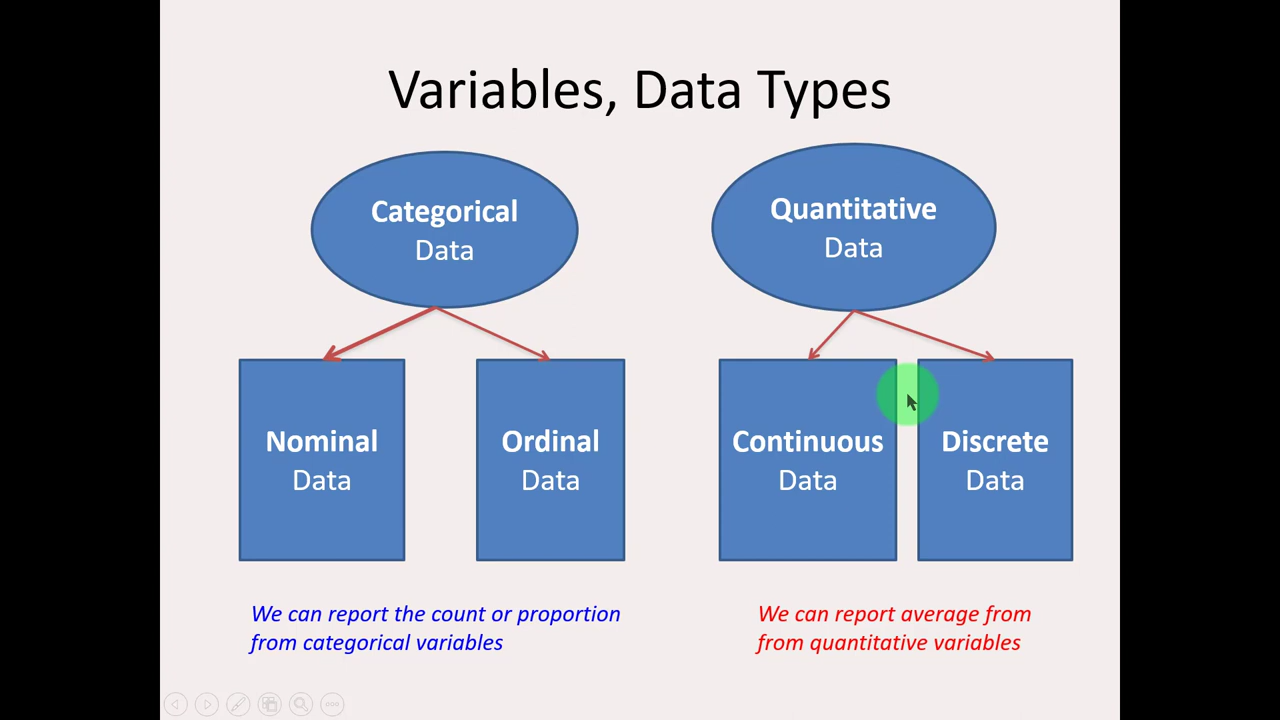 Variables, Data Types
Categorical
Data
Quantitative
Data
Nominal
Data
Ordinal
Data
Continuous
Data
Discrete
Data
We can report the count or proportion
from categorical variables
We can report average from
from quantitative variables